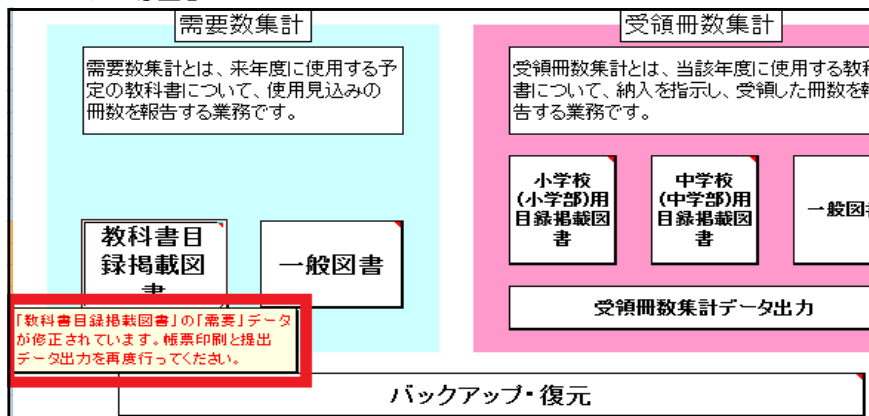 需要数集計
需要数集計とは、来年度に使用する予
定の教科書について、使用見込みの
冊数を報告する業務です。
教科書目
録掲載図
一般図書
「教科書目録掲載図書」の「需要」データ
が修正されています。帳票印刷と提出
データ出力を再度行ってください。
受領冊数集計
受領冊数集計とは、当該年度に使用する教科
書について、納入を指示し、受領した冊数を報
告する業務です。
小学校
(小学部)用
目録掲載図
書
中学校
(中学部)用
目録掲載図
書
一般図書
受領冊数集計データ出力
バックアップ・復元